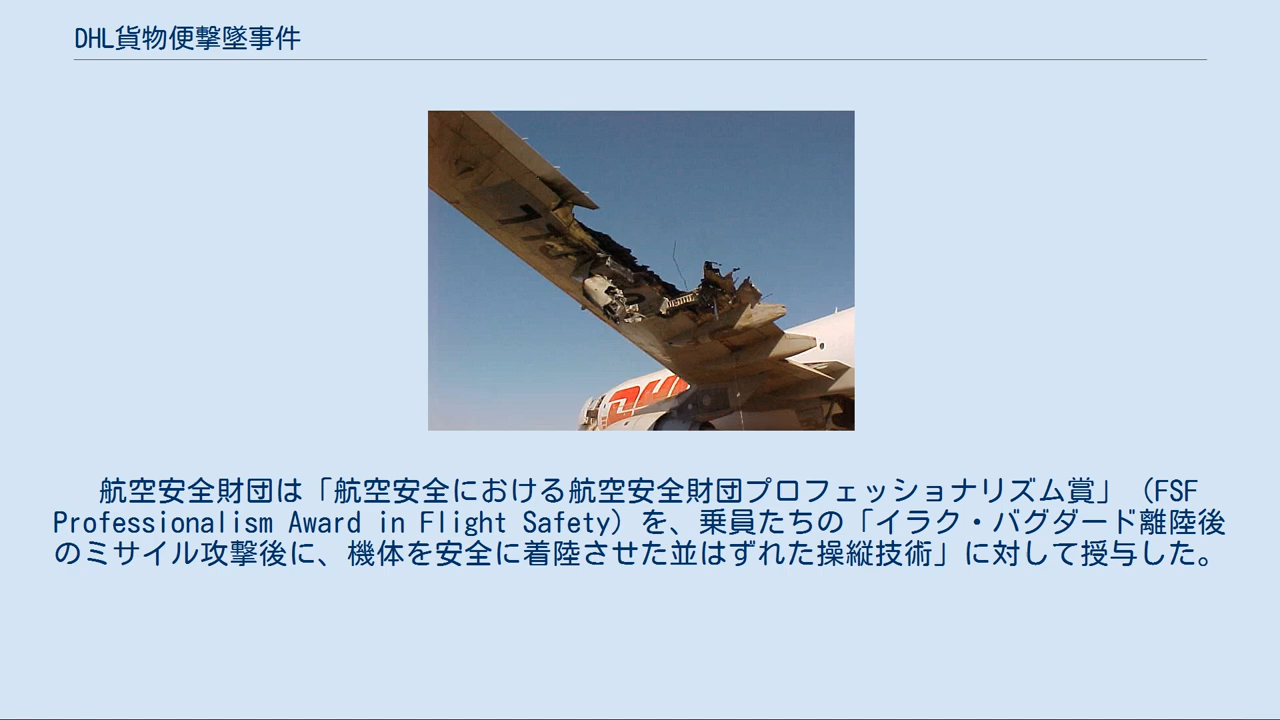 DHL貨物便撃墜事件
DHL
航空安全財団は「航空安全における航空安全財団プロフェッショナリズム賞」（FSF
Professionalism Award in Flight Safety）を、乗員たちの「イラク・バグダード離陸後
のミサイル攻撃後に、機体を安全に着陸させた並はずれた操縦技術」に対して授与した。